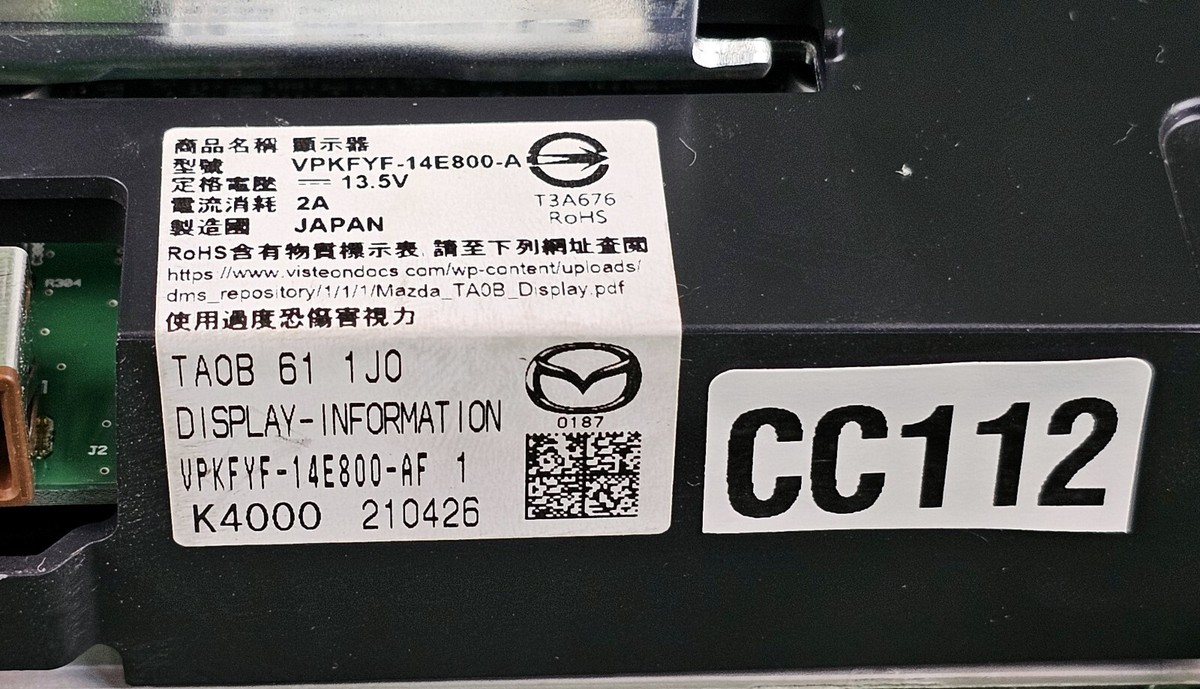 商品名稱 顯示器
型號 VPKFYF-14E800-A
定格電壓 ⎓ 13.5V
電流消耗 2A
製造國 JAPAN
T3A676
RoHS
RoHS含有物質標示表, 請至下列網址查閱
https://www.visteondocs.com/wp-content/uploads/
dms_repository/1/1/1/Mazda_TA0B_Display.pdf
使用過度恐傷害視力
TA0B 61 1J0
DISPLAY-INFORMATION
VPKFYF-14E800-AF 1
K4000 210426
0187
CC112
R304
J2